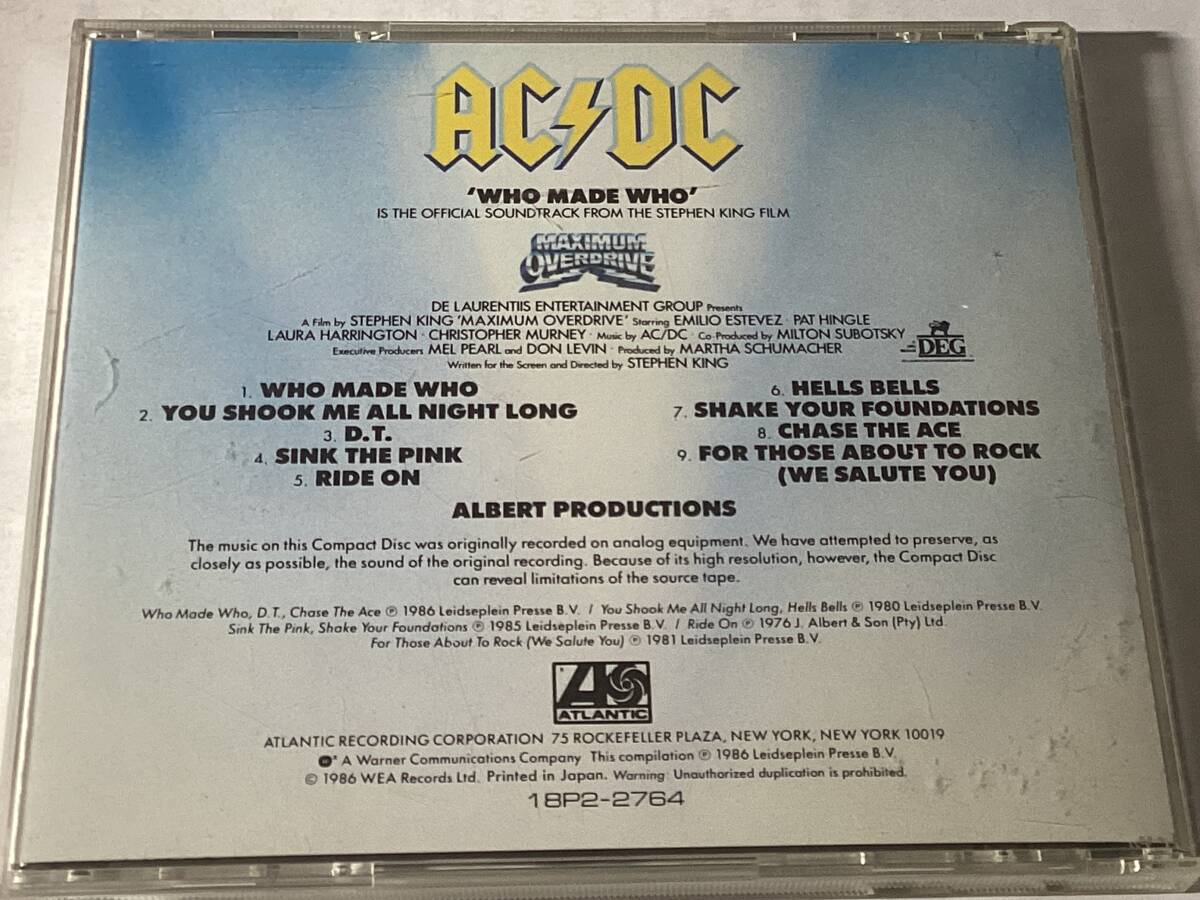 AC/DC
'WHO MADE WHO'
IS THE OFFICIAL SOUNDTRACK FROM THE STEPHEN KING FILM
MAXIMUM
OVERDRIVE
DE LAURENTIIS ENTERTAINMENT GROUP Presents
A Film by STEPHEN KING 'MAXIMUM OVERDRIVE' Starring EMILIO ESTEVEZ · PAT HINGLE
LAURA HARRINGTON · CHRISTOPHER MURNEY · Music by AC/DC · Co-Produced by MILTON SUBOTSKY
Executive Producers MEL PEARL and DON LEVIN · Produced by MARTHA SCHUMACHER
Written for the Screen and Directed by STEPHEN KING
DEG
1. WHO MADE WHO
2. YOU SHOOK ME ALL NIGHT LONG
3. D.T.
4. SINK THE PINK
5. RIDE ON
6. HELLS BELLS
7. SHAKE YOUR FOUNDATIONS
8. CHASE THE ACE
9. FOR THOSE ABOUT TO ROCK
(WE SALUTE YOU)
ALBERT PRODUCTIONS
The music on this Compact Disc was originally recorded on analog equipment. We have attempted to preserve, as
closely as possible, the sound of the original recording. Because of its high resolution, however, the Compact Disc
can reveal limitations of the source tape.
Who Made Who, D.T., Chase The Ace ℗ 1986 Leidseplein Presse B.V. / You Shook Me All Night Long, Hells Bells ℗ 1980 Leidseplein Presse B.V.
Sink The Pink, Shake Your Foundations ℗ 1985 Leidseplein Presse B.V. / Ride On ℗ 1976 J. Albert & Son (Pty) Ltd.
For Those About To Rock (We Salute You) ℗ 1981 Leidseplein Presse B.V.
ATLANTIC
ATLANTIC RECORDING CORPORATION 75 ROCKEFELLER PLAZA, NEW YORK, NEW YORK 10019
A Warner Communications Company This compilation ℗ 1986 Leidseplein Presse B.V.
© 1986 WEA Records Ltd. Printed in Japan. Warning: Unauthorized duplication is prohibited.
18P2-2764